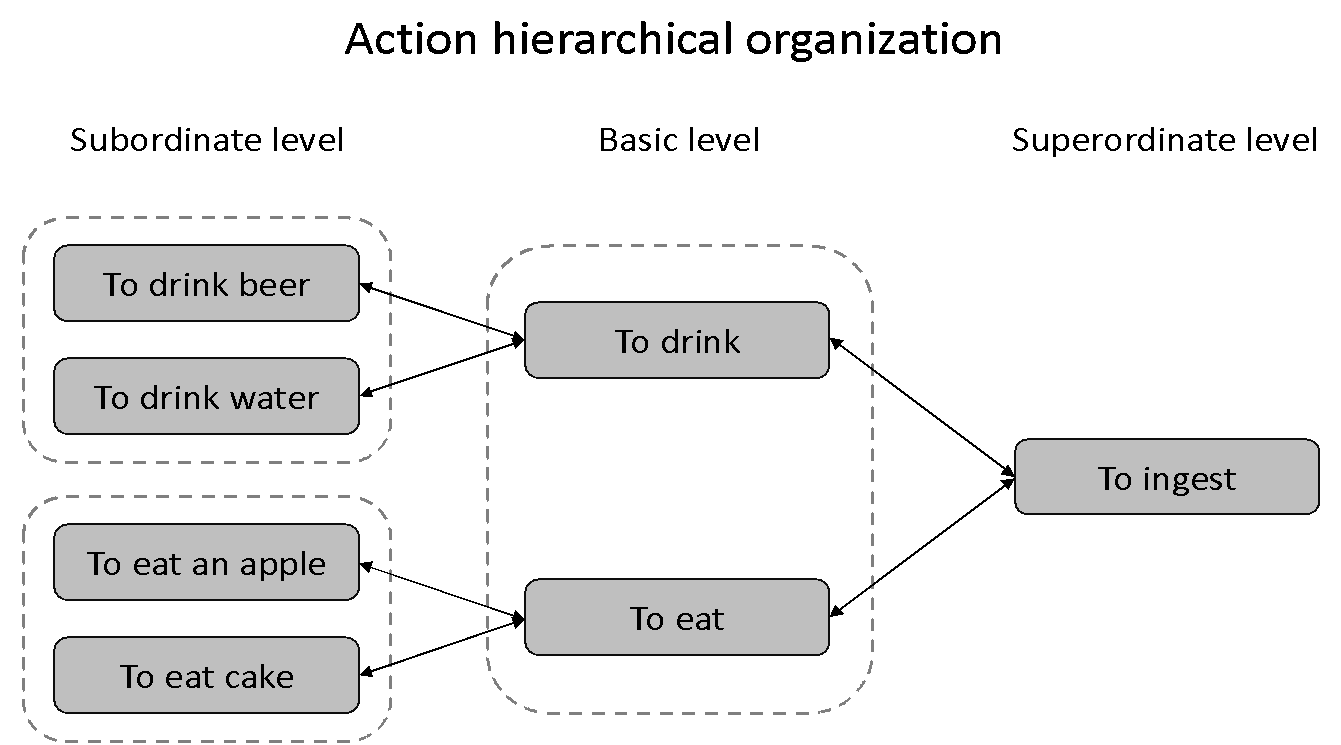 Action hierarchical organization
Subordinate level
Basic level
Superordinate level
To drink beer
To drink water
To eat an apple
To eat cake
To drink
To eat
To ingest